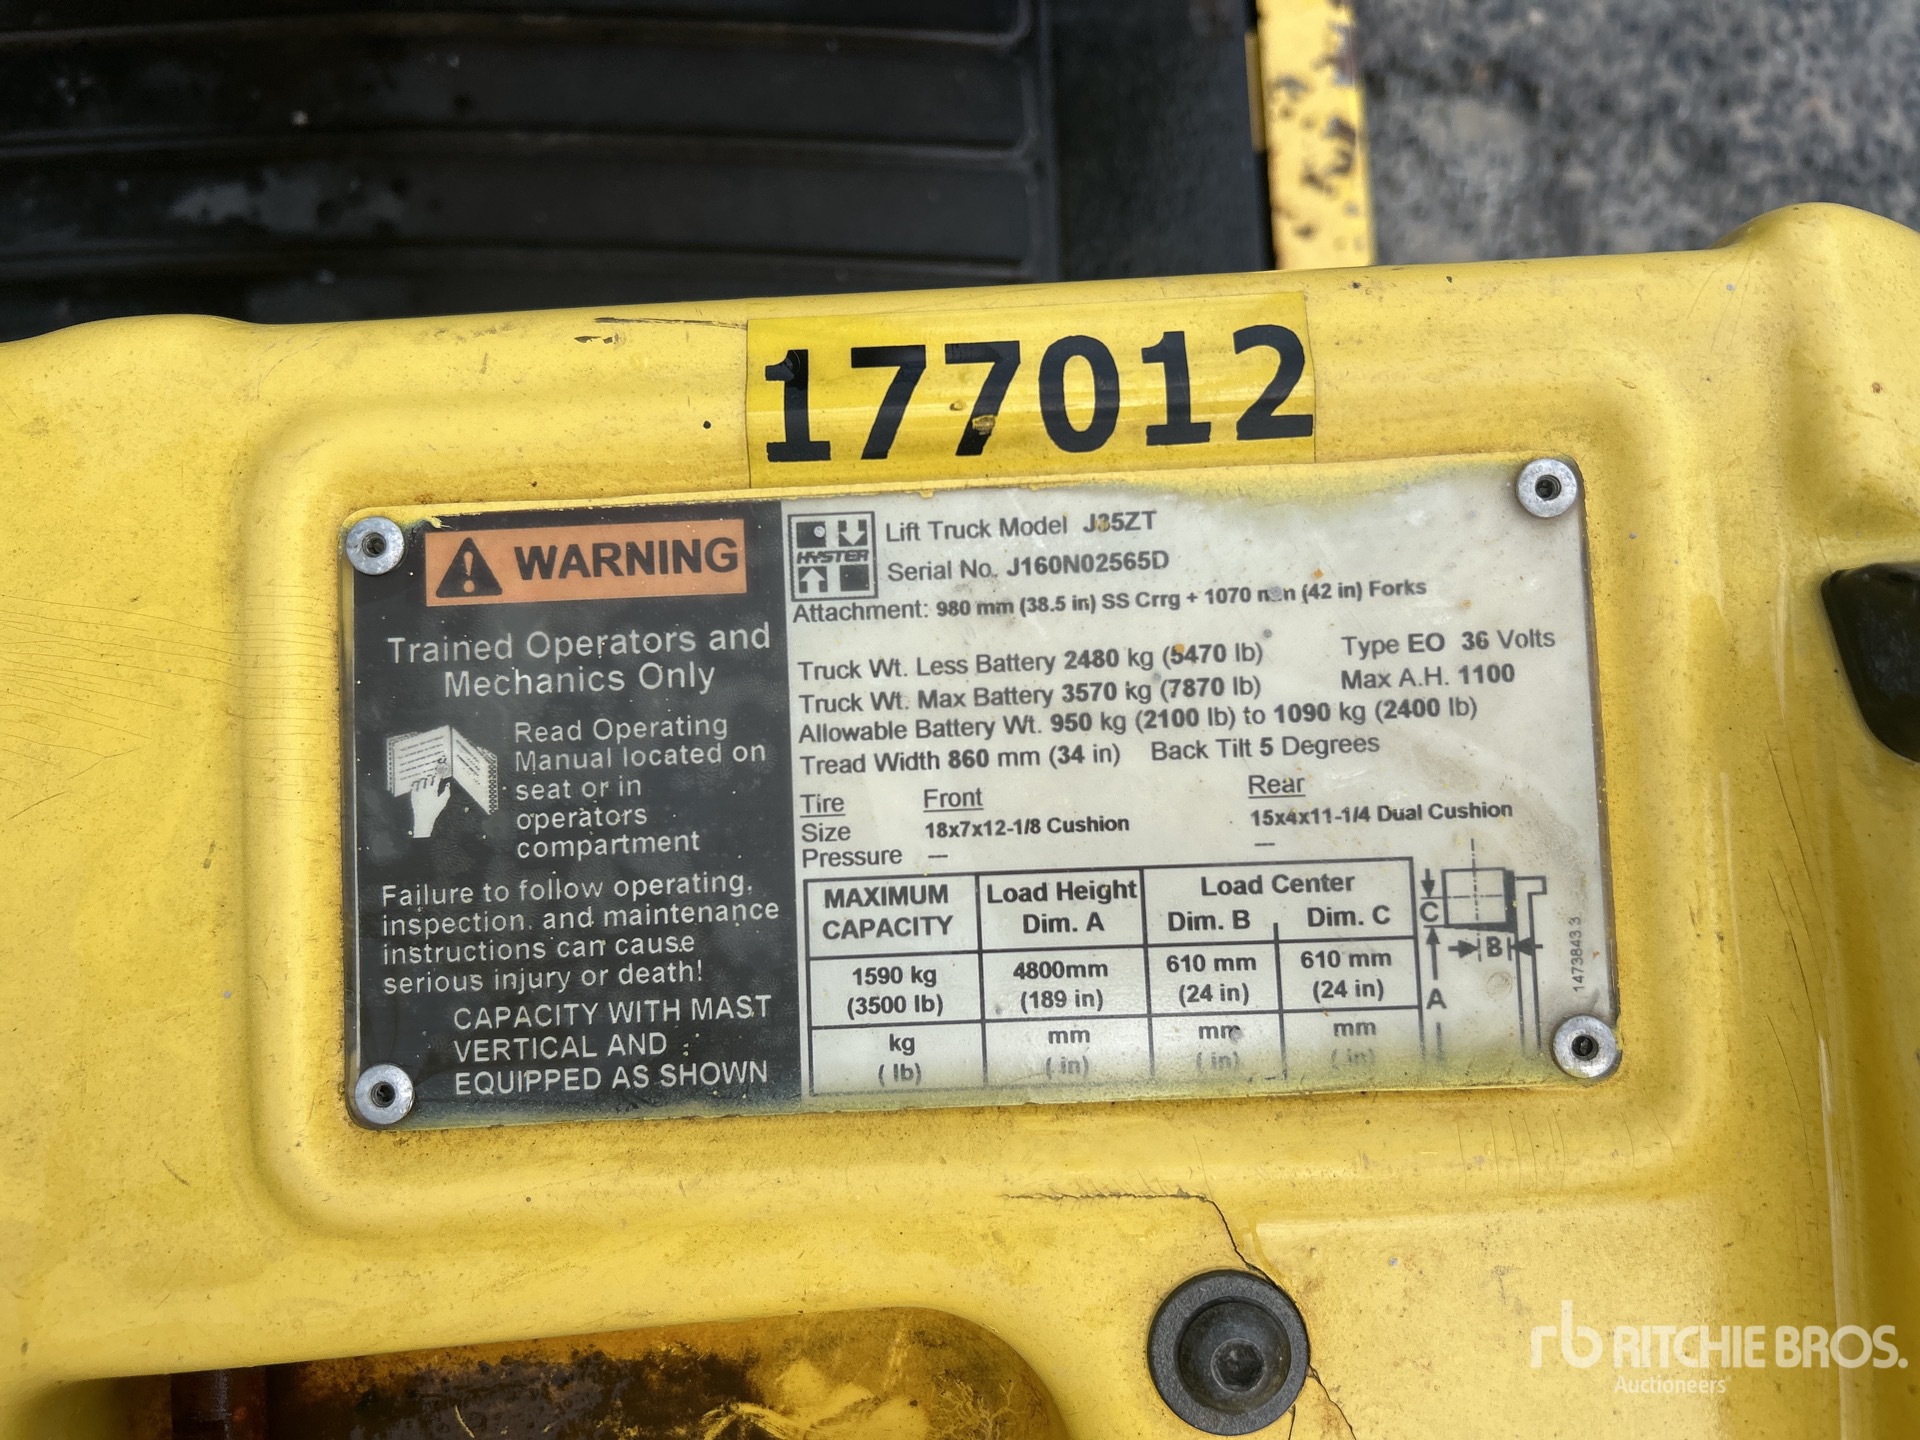 177012
WARNING
Trained Operators and
Mechanics Only
Read Operating
Manual located on
seat or in
operators
compartment
Failure to follow operating,
inspection, and maintenance
instructions can cause
serious injury or death!
CAPACITY WITH MAST
VERTICAL AND
EQUIPPED AS SHOWN
HYSTER
Lift Truck Model J35ZT
Serial No. J160N02565D
Attachment: 980 mm (38.5 in) SS Crrg + 1070 mm (42 in) Forks
Truck Wt. Less Battery 2480 kg (5470 lb) Type EO 36 Volts
Truck Wt. Max Battery 3570 kg (7870 lb) Max A.H. 1100
Allowable Battery Wt. 950 kg (2100 lb) to 1090 kg (2400 lb)
Tread Width 860 mm (34 in) Back Tilt 5 Degrees
Tire Front Rear
Size 18x7x12-1/8 Cushion 15x4x11-1/4 Dual Cushion
Pressure — —
MAXIMUM CAPACITY Load Height Dim. A Load Center Dim. B Dim. C
1590 kg 4800mm 610 mm 610 mm
(3500 lb) (189 in) (24 in) (24 in)
kg mm mm mm
( lb) ( in) ( in) ( in)
C
B
A
1473843 3
rb RITCHIE BROS.
Auctioneers